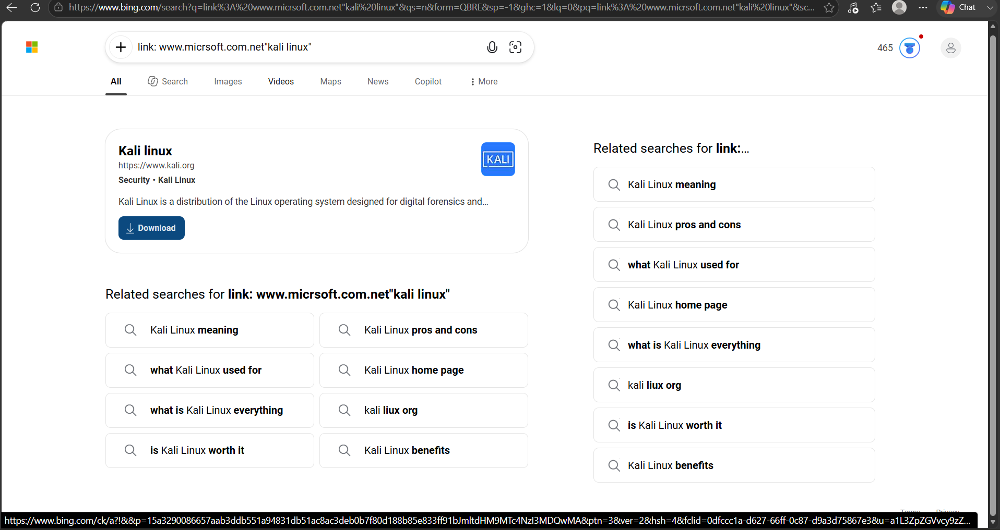 https://www.bing.com/search?q=link%3A%20www.micrsoft.com.net"kali%20linux"&qs=n&form=QBRE&sp=-1&ghc=1&lq=0&pq=link%3A%20www.micrsoft.com.net"kali%20linux"&sc...
Chat
link: www.micrsoft.com.net"kali linux"
465
All
Search
Images
Videos
Maps
News
Copilot
More
Kali linux
https://www.kali.org
Security • Kali Linux
KALI
Kali Linux is a distribution of the Linux operating system designed for digital forensics and...
Download
Related searches for link: www.micrsoft.com.net"kali linux"
Kali Linux meaning
Kali Linux pros and cons
what Kali Linux used for
Kali Linux home page
what is Kali Linux everything
kali liux org
is Kali Linux worth it
Kali Linux benefits
Related searches for link:...
Kali Linux meaning
Kali Linux pros and cons
what Kali Linux used for
Kali Linux home page
what is Kali Linux everything
kali liux org
is Kali Linux worth it
Kali Linux benefits
Terms
Privacy
https://www.bing.com/ck/a?!&&p=15a3290086657aab3ddb551a94831db51ac8ac3deb0b7f80d188b85e833ff91bJmltdHM9MTc4NzI3MDQwMA&ptn=3&ver=2&hsh=4&fclid=0dfccc1a-d627-66ff-0c87-d9a3d75867e3&u=a1L3ZpZGVvcy9zZ...